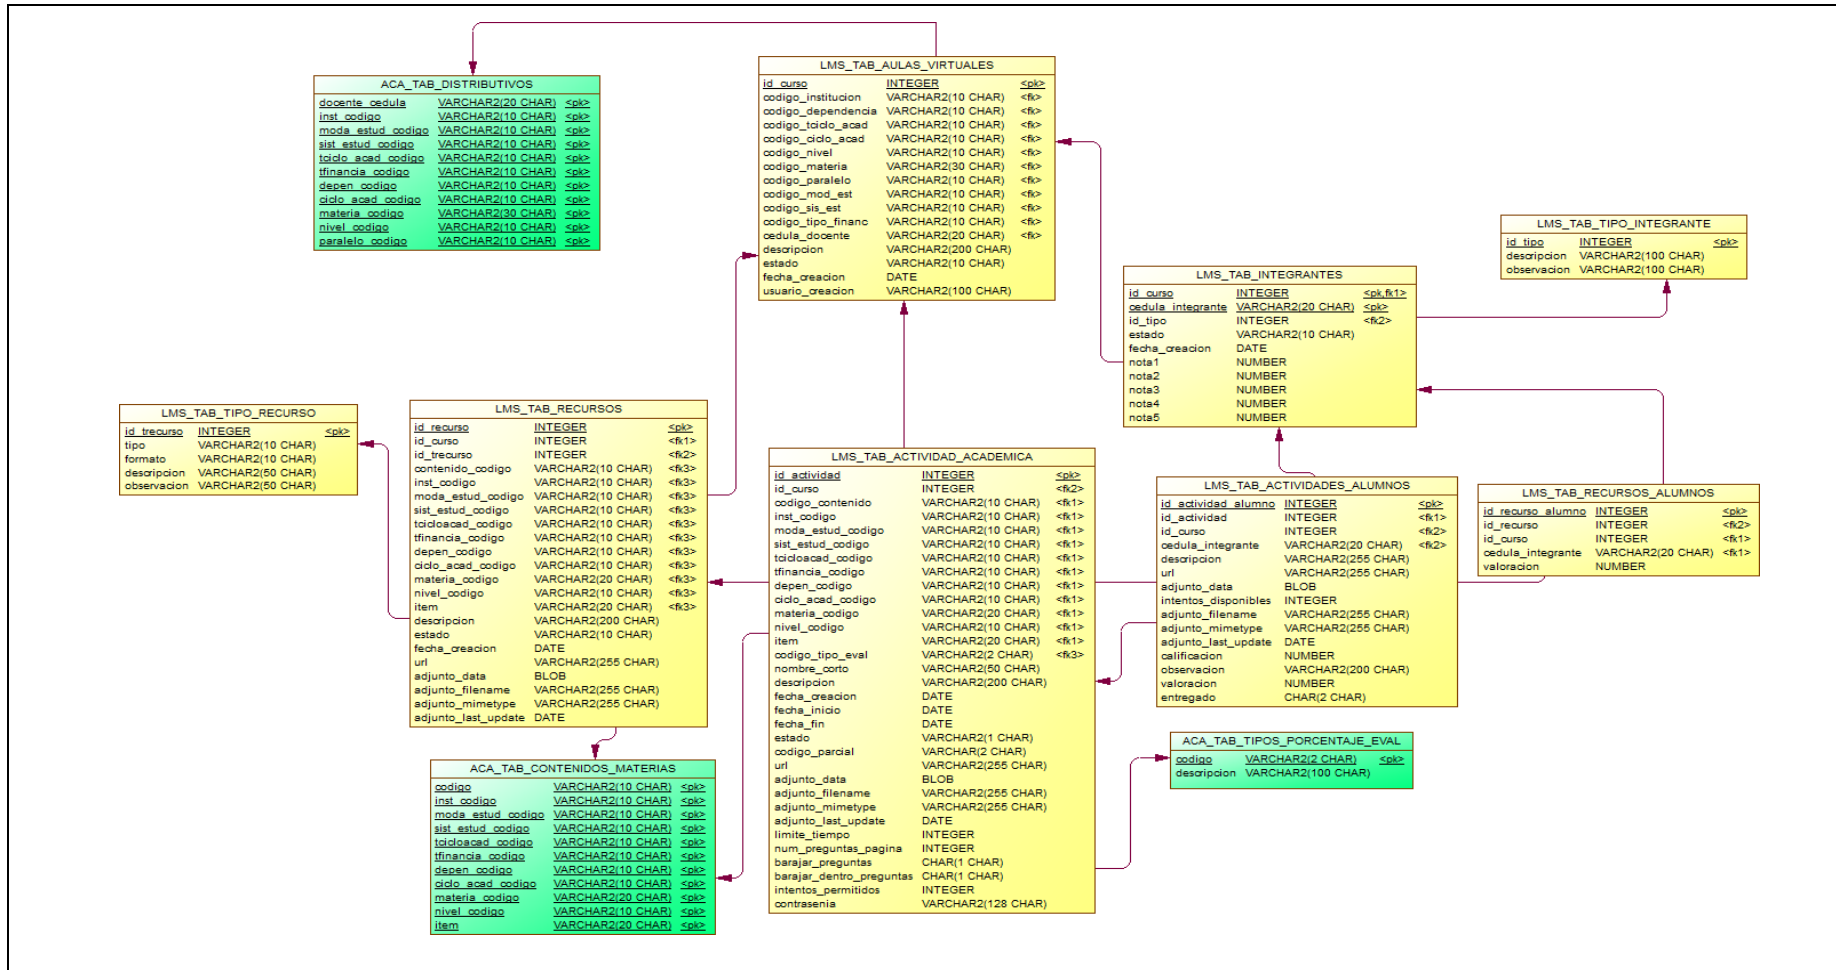 ACA_TAB_DISTRIBUTIVOS
docente_cedula VARCHAR2(20 CHAR) <pk>
inst_codigo VARCHAR2(10 CHAR) <pk>
moda_estud_codigo VARCHAR2(10 CHAR) <pk>
sist_estud_codigo VARCHAR2(10 CHAR) <pk>
tciclo_acad_codigo VARCHAR2(10 CHAR) <pk>
tfinancia_codigo VARCHAR2(10 CHAR) <pk>
depen_codigo VARCHAR2(10 CHAR) <pk>
ciclo_acad_codigo VARCHAR2(10 CHAR) <pk>
materia_codigo VARCHAR2(30 CHAR) <pk>
nivel_codigo VARCHAR2(10 CHAR) <pk>
paralelo_codigo VARCHAR2(10 CHAR) <pk>
LMS_TAB_AULAS_VIRTUALES
id_curso INTEGER <pk>
codigo_institucion VARCHAR2(10 CHAR) <fk>
codigo_dependencia VARCHAR2(10 CHAR) <fk>
codigo_tciclo_acad VARCHAR2(10 CHAR) <fk>
codigo_ciclo_acad VARCHAR2(10 CHAR) <fk>
codigo_nivel VARCHAR2(10 CHAR) <fk>
codigo_materia VARCHAR2(30 CHAR) <fk>
codigo_paralelo VARCHAR2(10 CHAR) <fk>
codigo_mod_est VARCHAR2(10 CHAR) <fk>
codigo_sis_est VARCHAR2(10 CHAR) <fk>
codigo_tipo_financ VARCHAR2(10 CHAR) <fk>
cedula_docente VARCHAR2(20 CHAR) <fk>
descripcion VARCHAR2(200 CHAR)
estado VARCHAR2(10 CHAR)
fecha_creacion DATE
usuario_creacion VARCHAR2(100 CHAR)
LMS_TAB_TIPO_INTEGRANTE
id_tipo INTEGER <pk>
descripcion VARCHAR2(100 CHAR)
observacion VARCHAR2(100 CHAR)
LMS_TAB_INTEGRANTES
id_curso INTEGER <pk,fk1>
cedula_integrante VARCHAR2(20 CHAR) <pk>
id_tipo INTEGER <fk2>
estado VARCHAR2(10 CHAR)
fecha_creacion DATE
nota1 NUMBER
nota2 NUMBER
nota3 NUMBER
nota4 NUMBER
nota5 NUMBER
LMS_TAB_TIPO_RECURSO
id_trecurso INTEGER <pk>
tipo VARCHAR2(10 CHAR)
formato VARCHAR2(10 CHAR)
descripcion VARCHAR2(50 CHAR)
observacion VARCHAR2(50 CHAR)
LMS_TAB_RECURSOS
id_recurso INTEGER <pk>
id_curso INTEGER <fk1>
id_trecurso INTEGER <fk2>
contenido_codigo VARCHAR2(10 CHAR) <fk3>
inst_codigo VARCHAR2(10 CHAR) <fk3>
moda_estud_codigo VARCHAR2(10 CHAR) <fk3>
sist_estud_codigo VARCHAR2(10 CHAR) <fk3>
tcicloacad_codigo VARCHAR2(10 CHAR) <fk3>
tfinancia_codigo VARCHAR2(10 CHAR) <fk3>
depen_codigo VARCHAR2(10 CHAR) <fk3>
ciclo_acad_codigo VARCHAR2(10 CHAR) <fk3>
materia_codigo VARCHAR2(20 CHAR) <fk3>
nivel_codigo VARCHAR2(10 CHAR) <fk3>
item VARCHAR2(20 CHAR) <fk3>
descripcion VARCHAR2(200 CHAR)
estado VARCHAR2(10 CHAR)
fecha_creacion DATE
url VARCHAR2(255 CHAR)
adjunto_data BLOB
adjunto_filename VARCHAR2(255 CHAR)
adjunto_mimetype VARCHAR2(255 CHAR)
adjunto_last_update DATE
LMS_TAB_ACTIVIDAD_ACADEMICA
id_actividad INTEGER <pk>
id_curso INTEGER <fk2>
codigo_contenido VARCHAR2(10 CHAR) <fk1>
inst_codigo VARCHAR2(10 CHAR) <fk1>
moda_estud_codigo VARCHAR2(10 CHAR) <fk1>
sist_estud_codigo VARCHAR2(10 CHAR) <fk1>
tcicloacad_codigo VARCHAR2(10 CHAR) <fk1>
tfinancia_codigo VARCHAR2(10 CHAR) <fk1>
depen_codigo VARCHAR2(10 CHAR) <fk1>
ciclo_acad_codigo VARCHAR2(10 CHAR) <fk1>
materia_codigo VARCHAR2(20 CHAR) <fk1>
nivel_codigo VARCHAR2(10 CHAR) <fk1>
item VARCHAR2(20 CHAR) <fk1>
codigo_tipo_eval VARCHAR2(2 CHAR) <fk3>
nombre_corto VARCHAR2(50 CHAR)
descripcion VARCHAR2(200 CHAR)
fecha_creacion DATE
fecha_inicio DATE
fecha_fin DATE
estado VARCHAR2(1 CHAR)
codigo_parcial VARCHAR(2 CHAR)
url VARCHAR2(255 CHAR)
adjunto_data BLOB
adjunto_filename VARCHAR2(255 CHAR)
adjunto_mimetype VARCHAR2(255 CHAR)
adjunto_last_update DATE
limite_tiempo INTEGER
num_preguntas_pagina INTEGER
barajar_preguntas CHAR(1 CHAR)
barajar_dentro_preguntas CHAR(1 CHAR)
intentos_permitidos INTEGER
contrasenia VARCHAR2(128 CHAR)
LMS_TAB_ACTIVIDADES_ALUMNOS
id_actividad_alumno INTEGER <pk>
id_actividad INTEGER <fk1>
id_curso INTEGER <fk2>
cedula_integrante VARCHAR2(20 CHAR) <fk2>
descripcion VARCHAR2(255 CHAR)
url VARCHAR2(255 CHAR)
adjunto_data BLOB
intentos_disponibles INTEGER
adjunto_filename VARCHAR2(255 CHAR)
adjunto_mimetype VARCHAR2(255 CHAR)
adjunto_last_update DATE
calificacion NUMBER
observacion VARCHAR2(200 CHAR)
valoracion NUMBER
entregado CHAR(2 CHAR)
LMS_TAB_RECURSOS_ALUMNOS
id_recurso_alumno INTEGER <pk>
id_recurso INTEGER <fk2>
id_curso INTEGER <fk1>
cedula_integrante VARCHAR2(20 CHAR) <fk1>
valoracion NUMBER
ACA_TAB_TIPOS_PORCENTAJE_EVAL
codigo VARCHAR2(2 CHAR) <pk>
descripcion VARCHAR2(100 CHAR)
ACA_TAB_CONTENIDOS_MATERIAS
codigo VARCHAR2(10 CHAR) <pk>
inst_codigo VARCHAR2(10 CHAR) <pk>
moda_estud_codigo VARCHAR2(10 CHAR) <pk>
sist_estud_codigo VARCHAR2(10 CHAR) <pk>
tcicloacad_codigo VARCHAR2(10 CHAR) <pk>
tfinancia_codigo VARCHAR2(10 CHAR) <pk>
depen_codigo VARCHAR2(10 CHAR) <pk>
ciclo_acad_codigo VARCHAR2(10 CHAR) <pk>
materia_codigo VARCHAR2(20 CHAR) <pk>
nivel_codigo VARCHAR2(10 CHAR) <pk>
item VARCHAR2(20 CHAR) <pk>